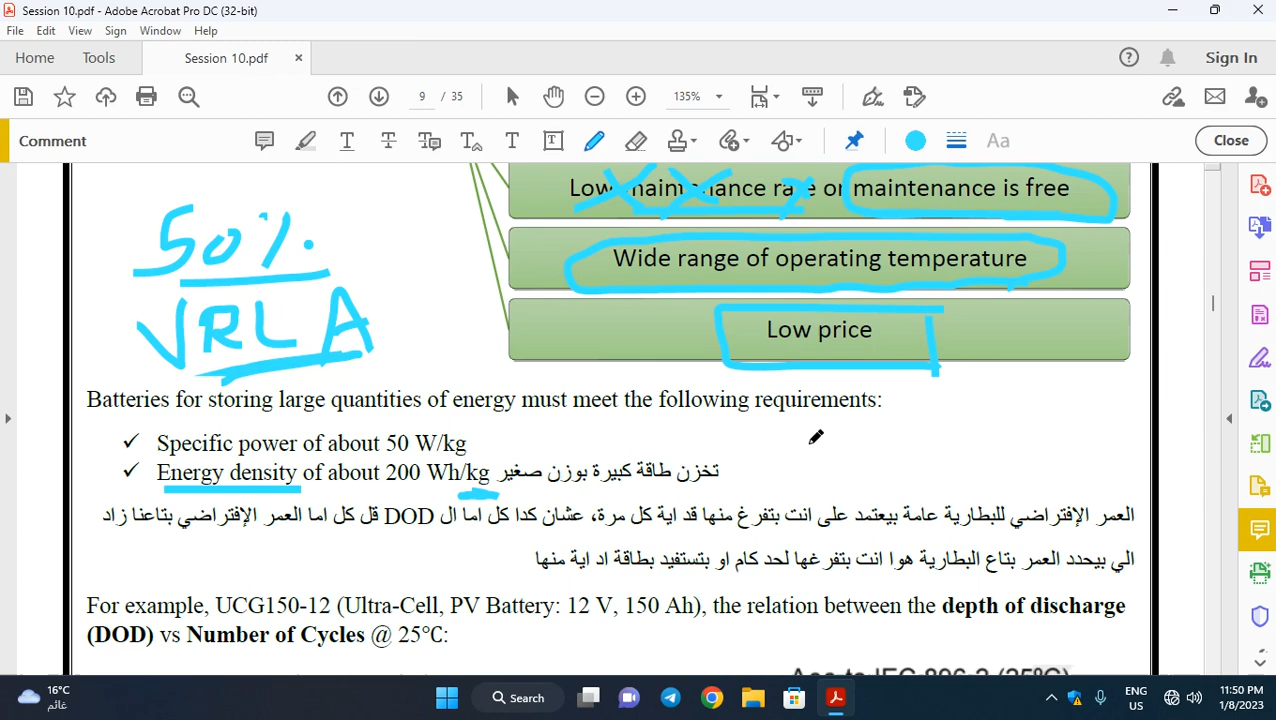 Session 10.pdf - Adobe Acrobat Pro DC (32-bit)
File Edit View Sign Window Help
Home Tools Session 10.pdf Sign In
9 / 35 135%
Comment Aa Close
Low maintenance rate or maintenance is free
50%
Wide range of operating temperature
VRLA
Low price
Batteries for storing large quantities of energy must meet the following requirements:
✓ Specific power of about 50 W/kg
✓ Energy density of about 200 Wh/kg تخزن طاقة كبيرة بوزن صغير
العمر الإفتراضي للبطارية عامة بيعتمد على انت بتفرغ منها قد اية كل مرة، عشان كدا كل اما ال DOD قل كل اما العمر الإفتراضي بتاعنا زاد
الي بيحدد العمر بتاع البطارية هوا انت بتفرغها لحد كام او بتستفيد بطاقة اد اية منها
For example, UCG150-12 (Ultra-Cell, PV Battery: 12 V, 150 Ah), the relation between the depth of discharge
(DOD) vs Number of Cycles @ 25°C:
16°C
غائم
Search
ENG
US
11:50 PM
1/8/2023